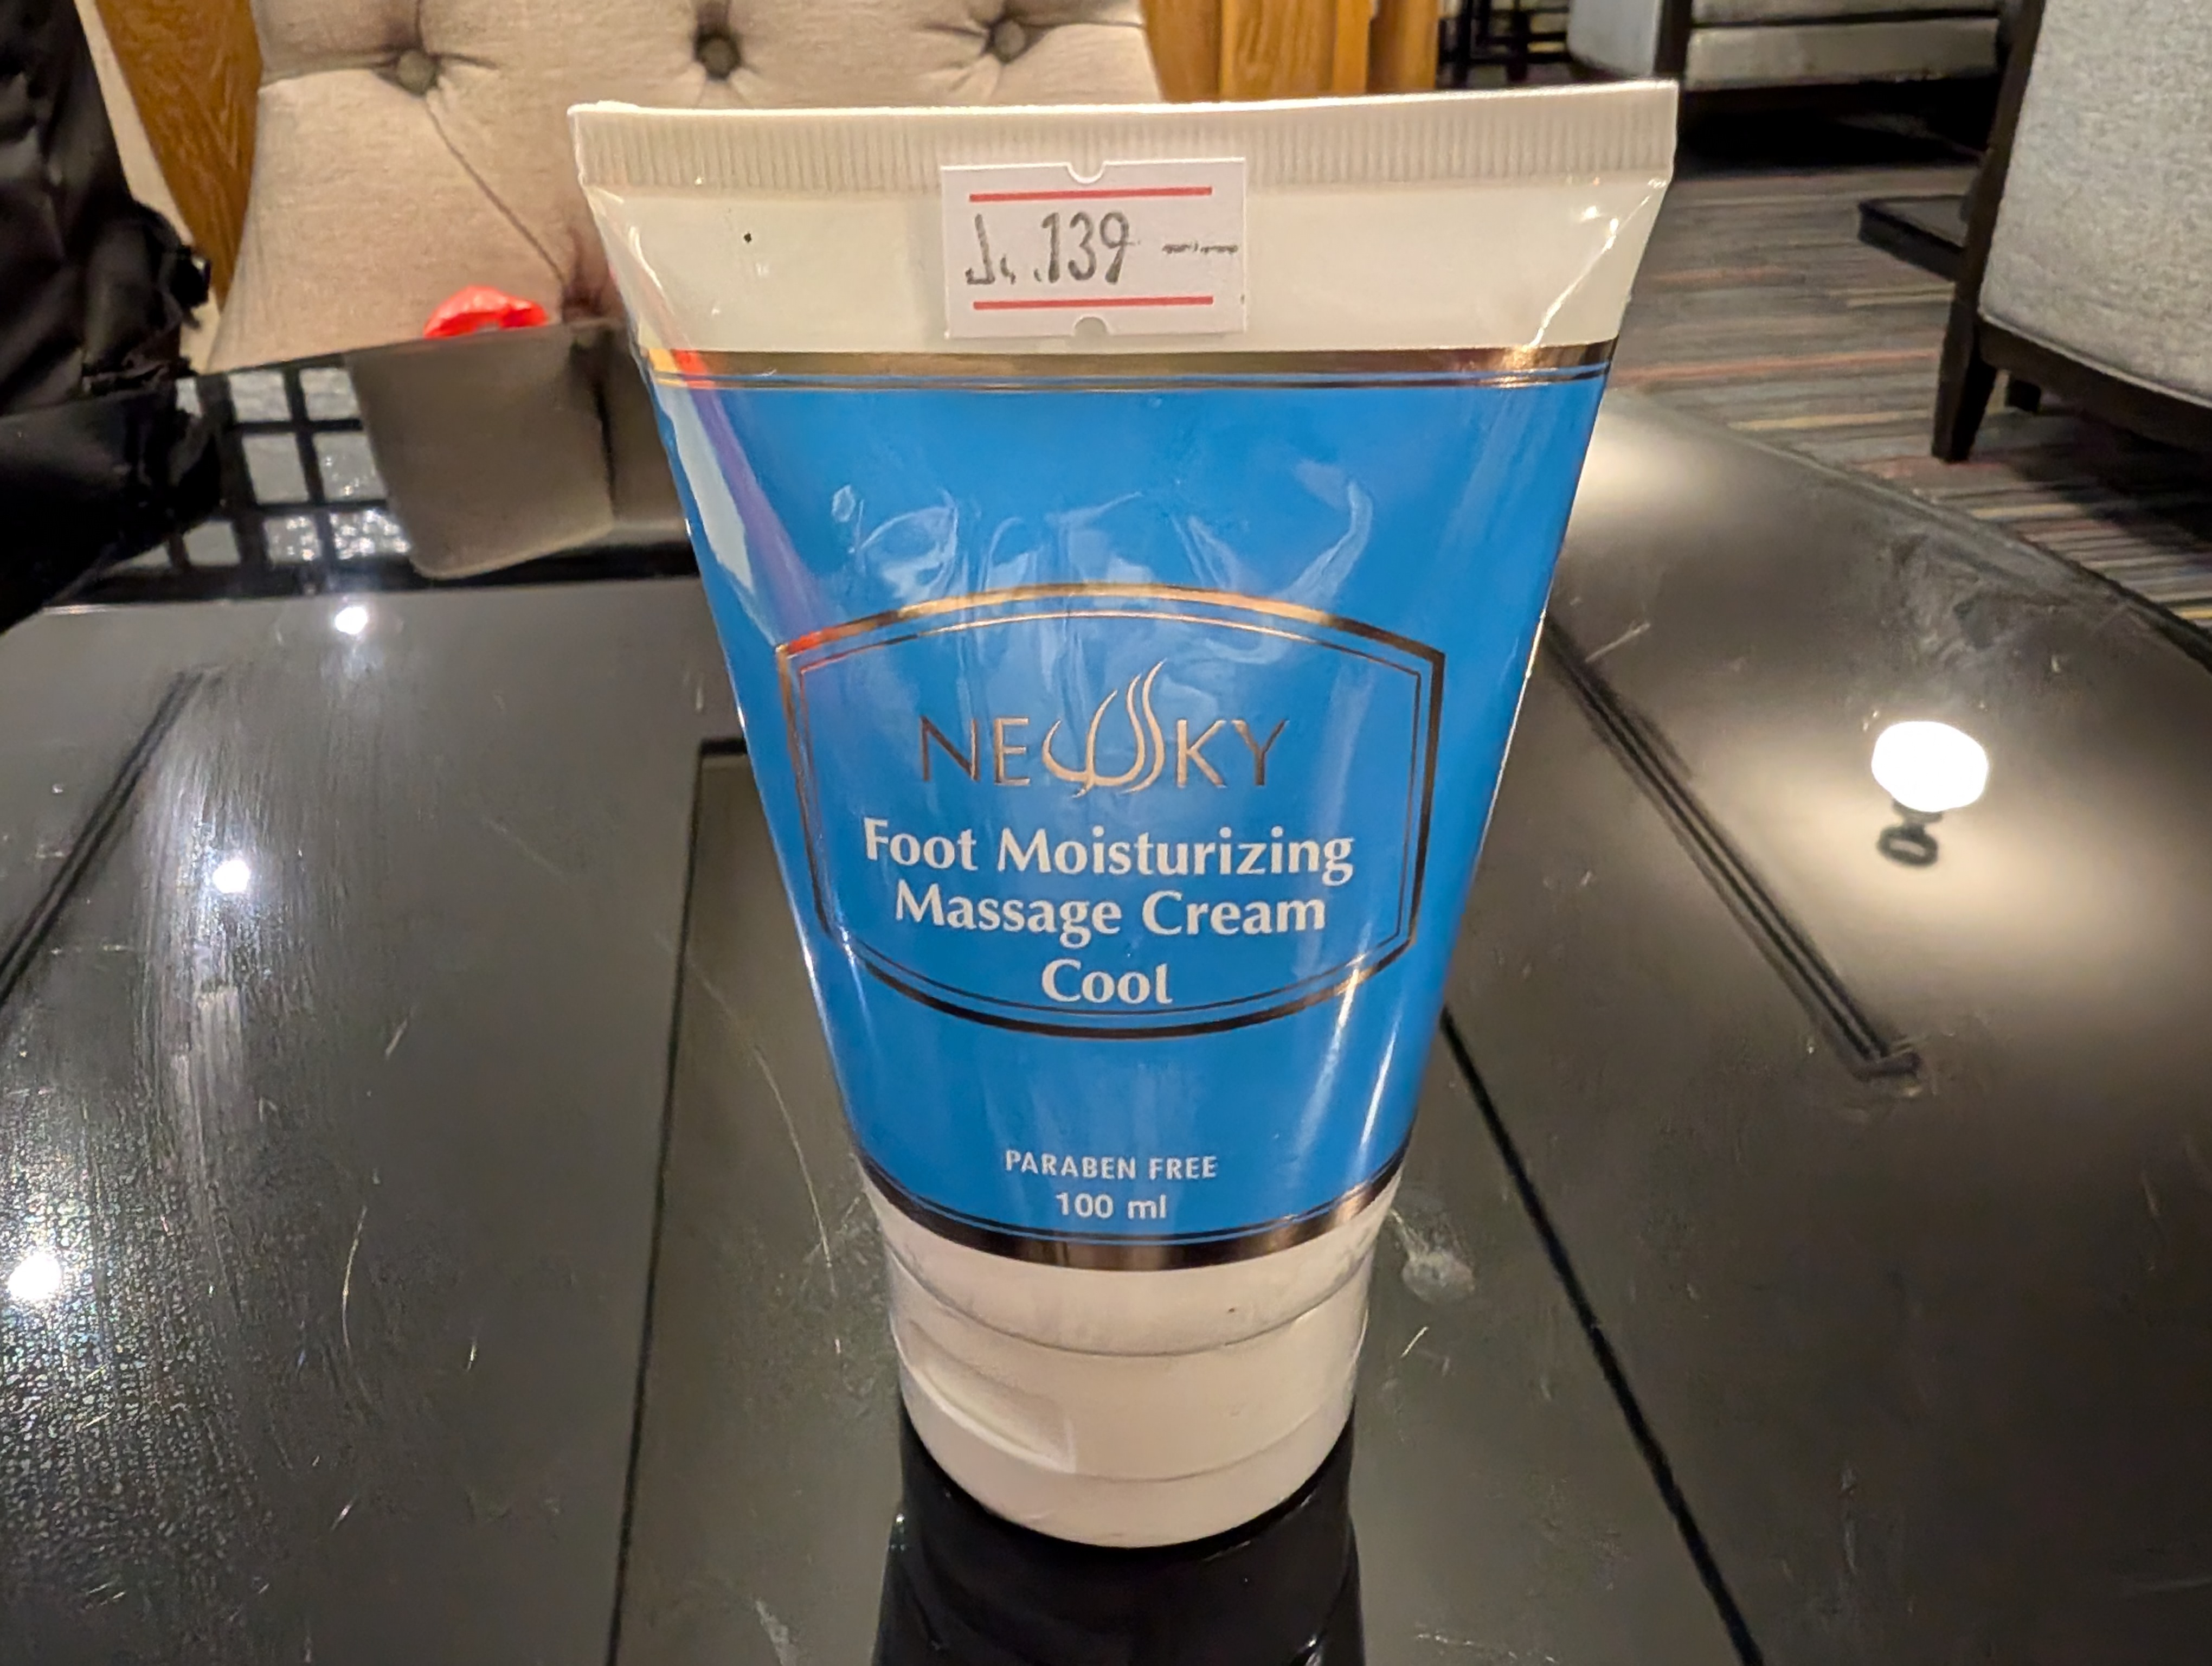 .139
NEWSKY
Foot Moisturizing
Massage Cream
Cool
PARABEN FREE
100 ml